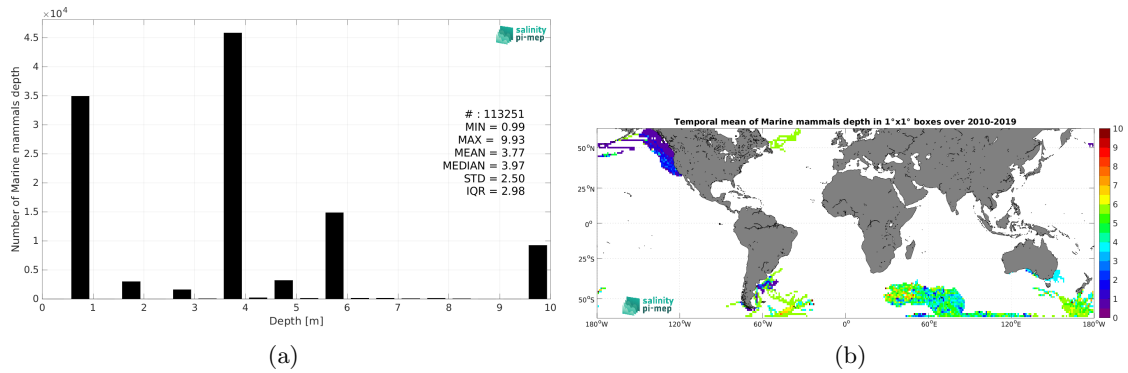 ×10⁴
4.5
4
3.5
3
2.5
2
1.5
1
0.5
0
Number of Marine mammals depth
0 1 2 3 4 5 6 7 8 9 10
Depth [m]
salinity
pi-mep
# : 113251
MIN = 0.99
MAX = 9.93
MEAN = 3.77
MEDIAN = 3.97
STD = 2.50
IQR = 2.98
(a)
Temporal mean of Marine mammals depth in 1°x1° boxes over 2010-2019
50°N
25°N
0°
25°S
50°S
180°W 120°W 60°W 0° 60°E 120°E 180°W
salinity
pi-mep
10
9
8
7
6
5
4
3
2
1
0
(b)